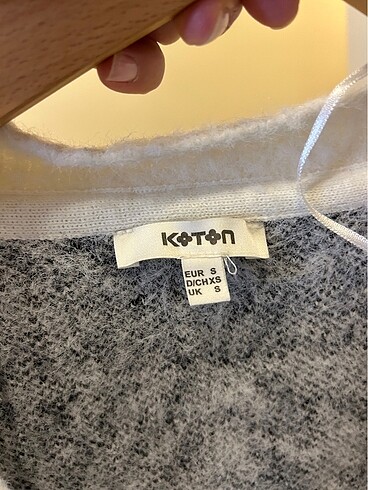 KOTON
EUR S
D/CH XS
UK S